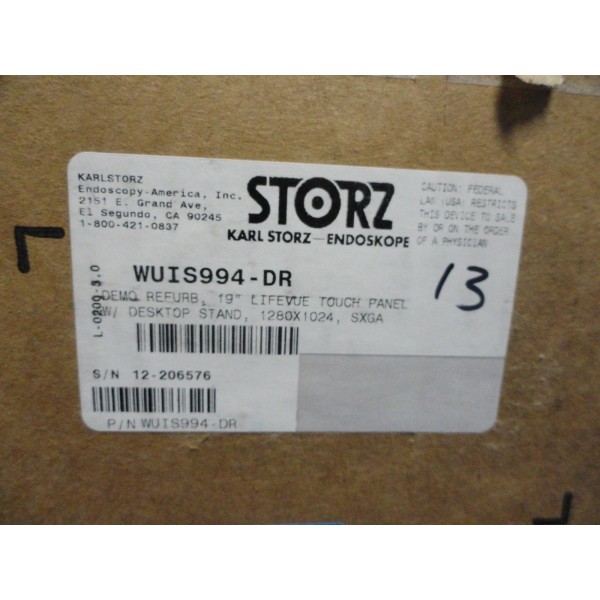 KARLSTORZ
Endoscopy-America, Inc.
2151 E. Grand Ave,
El Segundo, CA 90245
1-800-421-0837
STORZ
KARL STORZ—ENDOSKOPE
CAUTION: FEDERAL
LAW (USA) RESTRICTS
THIS DEVICE TO SALE
BY OR ON THE ORDER
OF A PHYSICIAN
L-0200-3.0
WUIS994-DR
13
DEMO REFURB, 19" LIFEVUE TOUCH PANEL
W/ DESKTOP STAND, 1280X1024, SXGA
S/N 12-206576
P/N WUIS994-DR